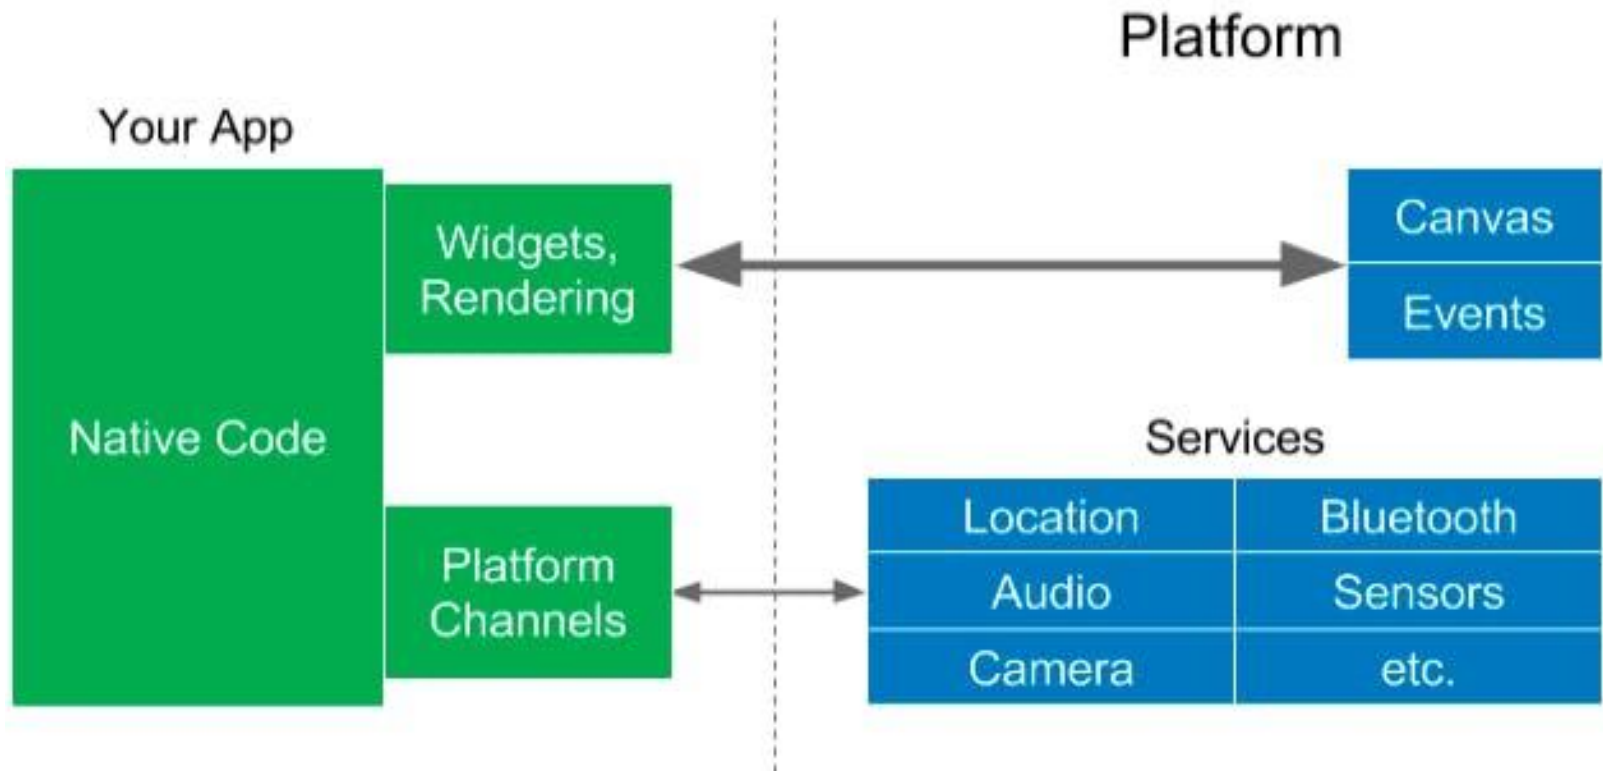 Platform
Your App
Widgets,
Rendering
Canvas
Events
Native Code
Services
Platform
Channels
Location
Bluetooth
Audio
Sensors
Camera
etc.